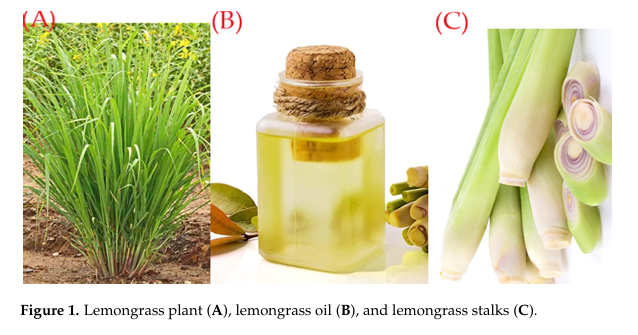 (A) (B) (C)
Figure 1. Lemongrass plant (A), lemongrass oil (B), and lemongrass stalks (C).